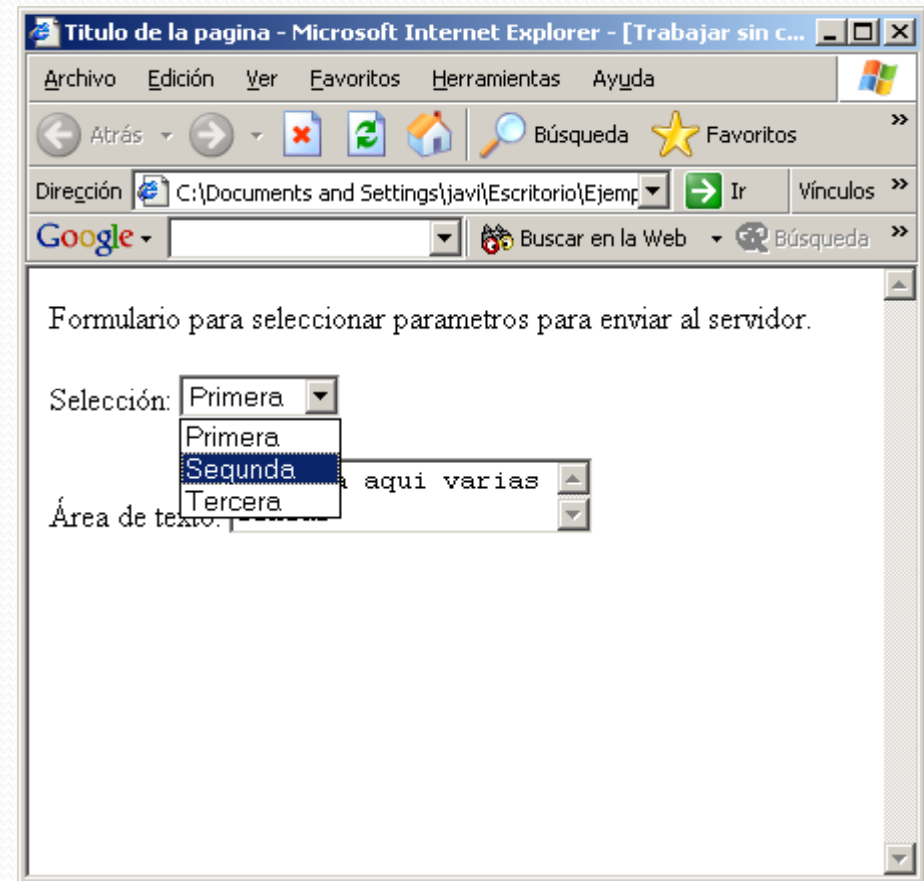 Titulo de la pagina - Microsoft Internet Explorer - [Trabajar sin c...
Archivo Edición Ver Favoritos Herramientas Ayuda
Atrás Búsqueda Favoritos »
Dirección C:\Documents and Settings\javi\Escritorio\Ejemp Ir Vínculos »
Google Buscar en la Web Búsqueda »
Formulario para seleccionar parametros para enviar al servidor.
Selección: Primera
Primera
Segunda
Tercera
aqui varias
Área de texto: